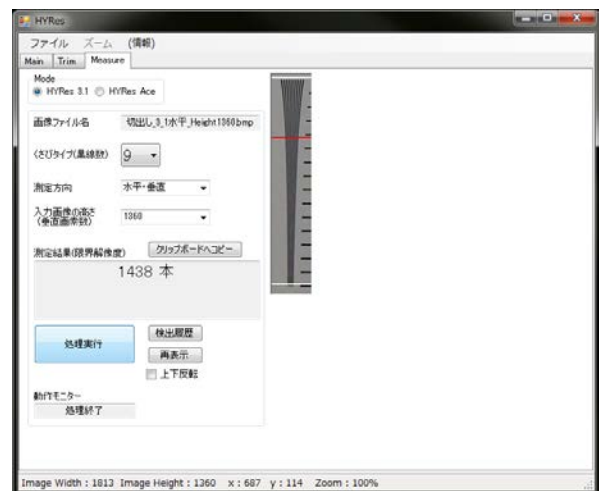 HYRes
ファイル ズーム (情報)
Main Trim Measure
Mode
HYRes 3.1 HYRes Ace
画像ファイル名 切出し_3_1水平_Height1360.bmp
くさびタイプ(黒線数) 9
測定方向 水平・垂直
入力画像の高さ
(垂直画素数) 1360
測定結果(限界解像度) クリップボードへコピー
1438 本
処理実行
検出履歴
再表示
上下反転
動作モニター
処理終了
Image Width : 1813 Image Height : 1360 x : 687 y : 114 Zoom : 100%